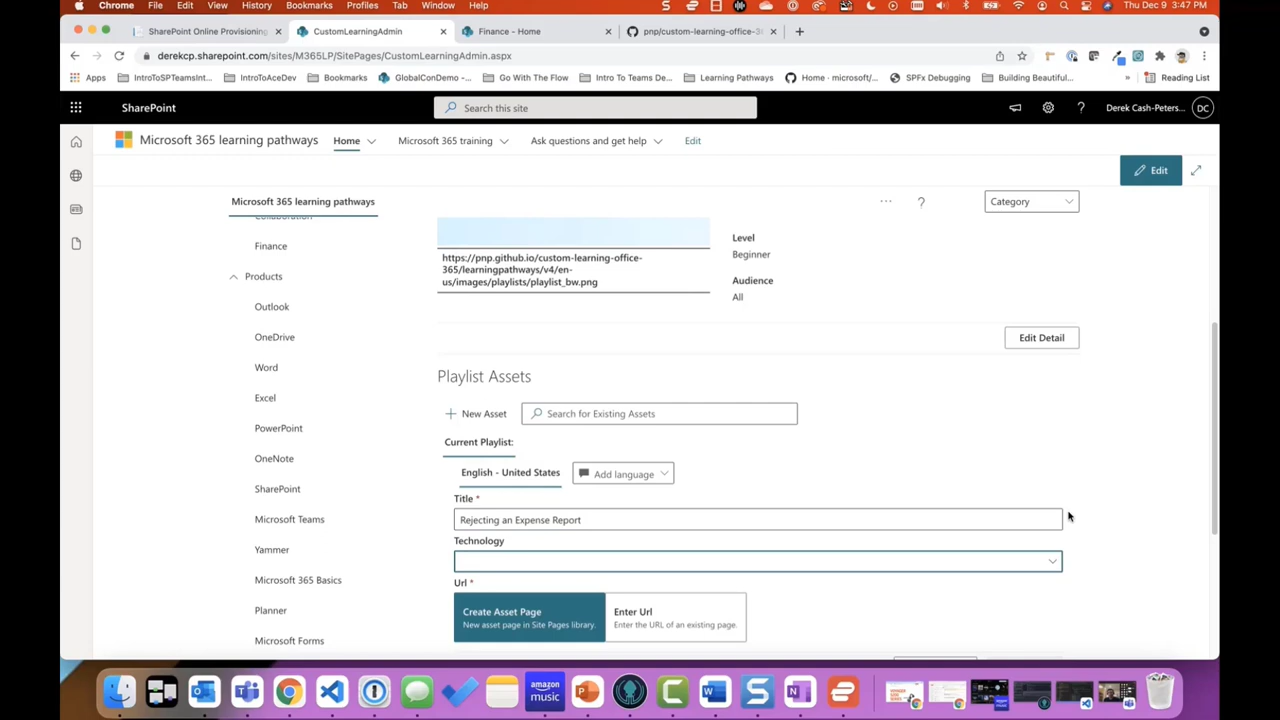 Chrome File Edit View History Bookmarks Profiles Tab Window Help Thu Dec 9 3:47 PM
SharePoint Online Provisioning CustomLearningAdmin Finance - Home pnp/custom-learning-office-3
derekcp.sharepoint.com/sites/M365LP/SitePages/CustomLearningAdmin.aspx
Apps IntroToSPTeamsInt... IntroToAceDev Bookmarks GlobalConDemo -... Go With The Flow Intro To Teams De... Learning Pathways Home · microsoft/... SPFx Debugging Building Beautiful... » Reading List
SharePoint Search this site Derek Cash-Peters... DC
Microsoft 365 learning pathways Home Microsoft 365 training Ask questions and get help Edit
Edit
Microsoft 365 learning pathways ... ? Category
Collaboration
Finance
Products
Outlook
OneDrive
Word
Excel
PowerPoint
OneNote
SharePoint
Microsoft Teams
Yammer
Microsoft 365 Basics
Planner
Microsoft Forms
https://pnp.github.io/custom-learning-office-
365/learningpathways/v4/en-
us/images/playlists/playlist_bw.png
Level
Beginner
Audience
All
Edit Detail
Playlist Assets
New Asset Search for Existing Assets
Current Playlist:
English - United States Add language
Title *
Rejecting an Expense Report
Technology
Url *
Create Asset Page
New asset page in Site Pages library.
Enter Url
Enter the URL of an existing page.
amazon
music